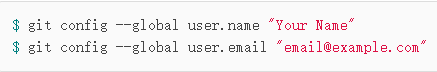 $ git config --global user.name "Your Name"
$ git config --global user.email "email@example.com"